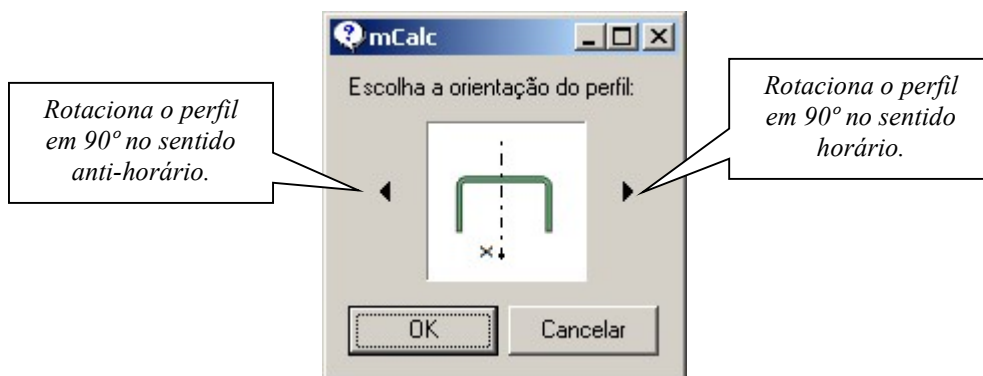 mCalc
Escolha a orientação do perfil:
Rotaciona o perfil
em 90º no sentido
anti-horário.
Rotaciona o perfil
em 90º no sentido
horário.
x
OK
Cancelar